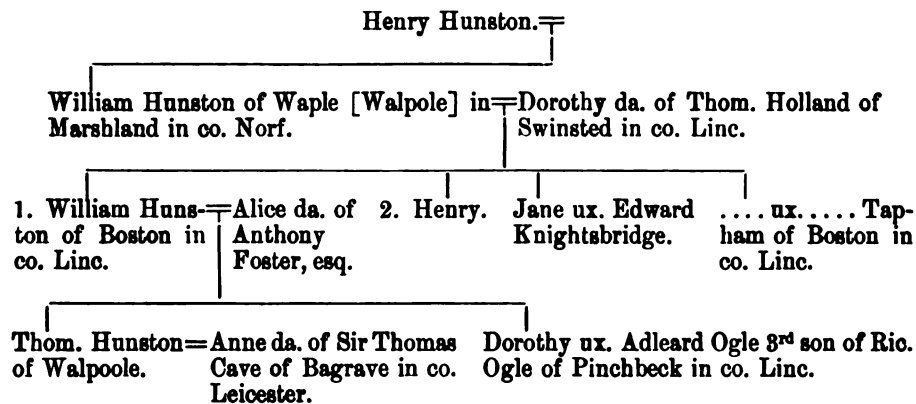 Henry Hunston.
William Hunston of Waple [Walpole] in=Dorothy da. of Thom. Holland of
Marshland in co. Norf. Swinsted in co. Linc.
1. William Huns-=Alice da. of 2. Henry. Jane ux. Edward ....ux.....Tap-
ton of Boston in Anthony Knightsbridge. ham of Boston in
co. Linc. Foster, esq. co. Linc.
Thom. Hunston=Anne da. of Sir Thomas Dorothy ux. Adleard Ogle 3rd son of Ric.
of Walpoole. Cave of Bagrave in co. Ogle of Pinchbeck in co. Linc.
Leicester.